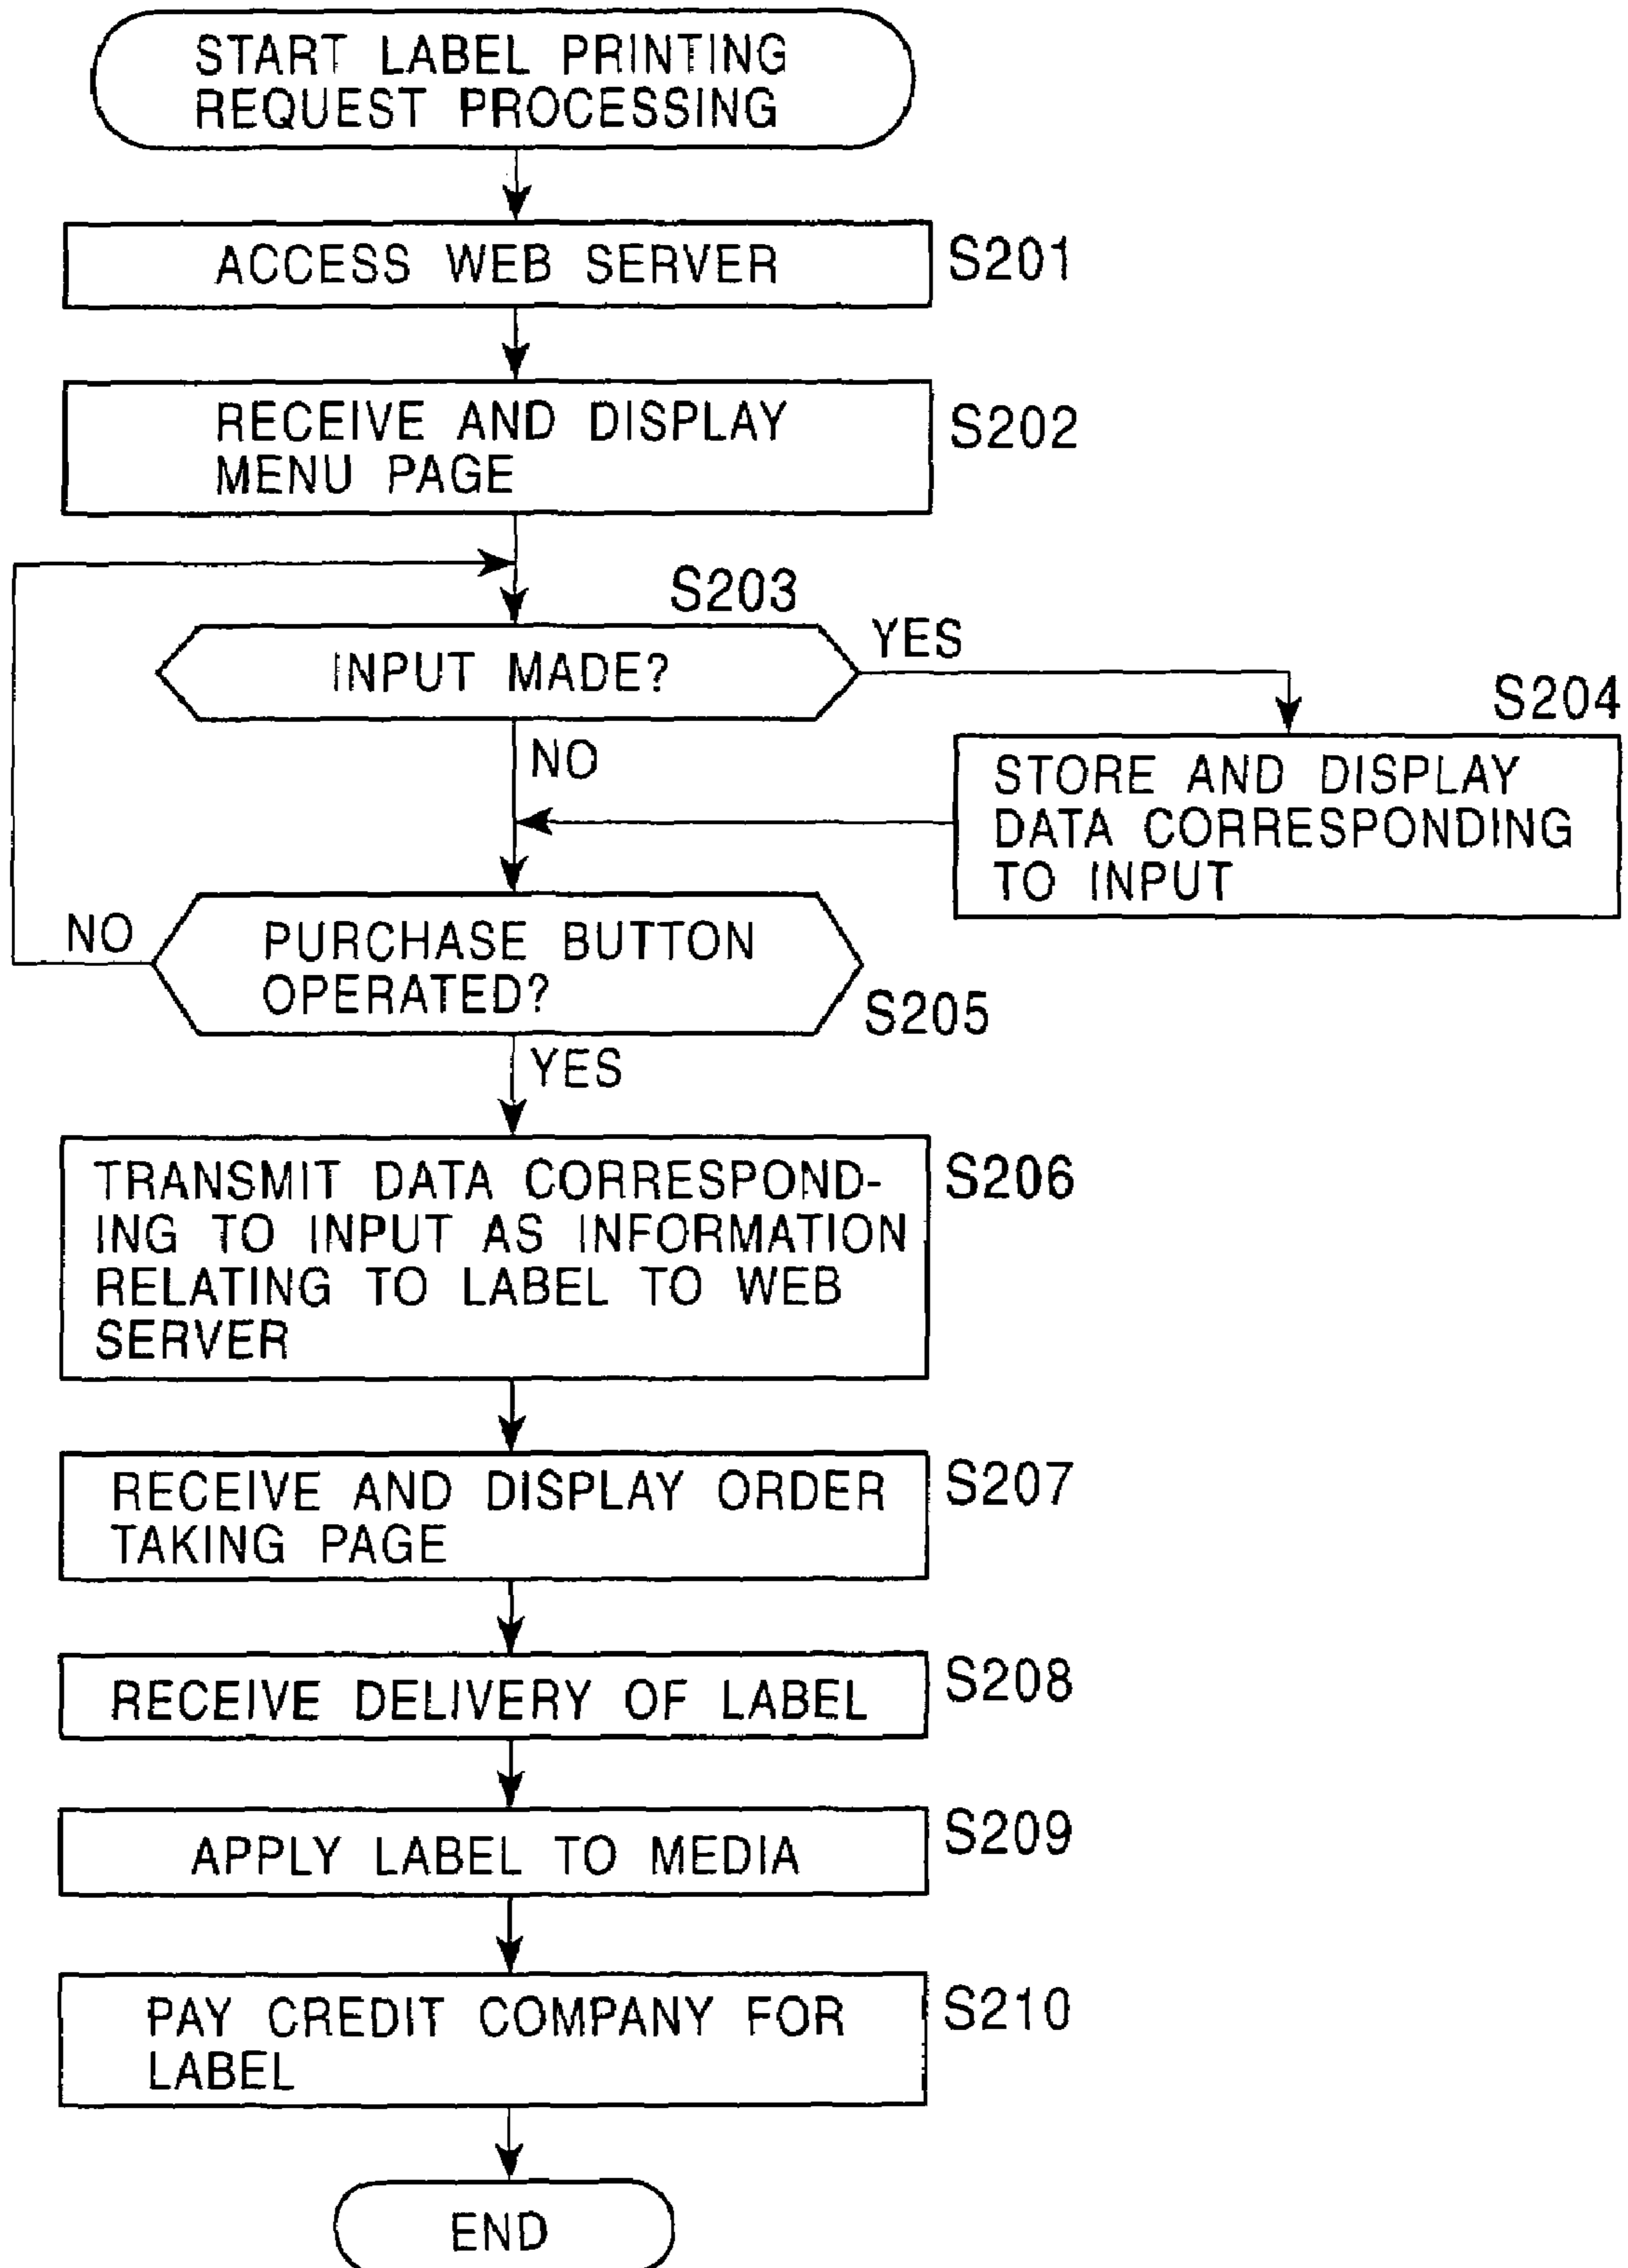 START LABEL PRINTING
REQUEST PROCESSING
ACCESS WEB SERVER
S201
RECEIVE AND DISPLAY
MENU PAGE
S202
S203
INPUT MADE?
YES
NO
S204
STORE AND DISPLAY
DATA CORRESPONDING
TO INPUT
NO
PURCHASE BUTTON
OPERATED?
S205
YES
TRANSMIT DATA CORRESPOND-
ING TO INPUT AS INFORMATION
RELATING TO LABEL TO WEB
SERVER
S206
RECEIVE AND DISPLAY ORDER
TAKING PAGE
S207
RECEIVE DELIVERY OF LABEL
S208
APPLY LABEL TO MEDIA
S209
PAY CREDIT COMPANY FOR
LABEL
S210
END